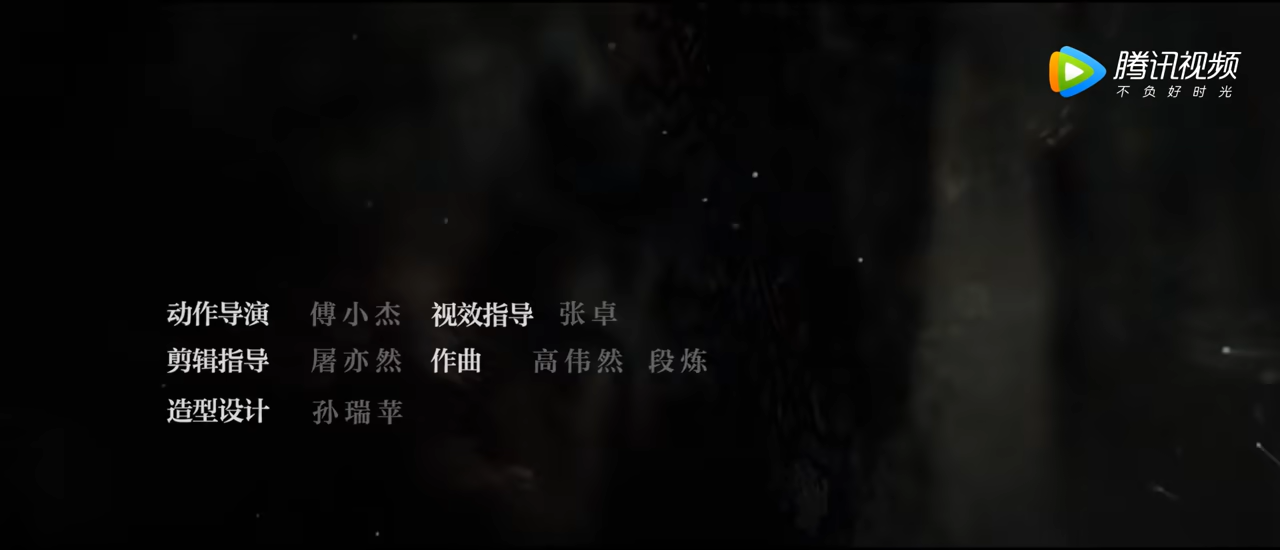 腾讯视频
不负好时光
动作导演 傅小杰 视效指导 张卓
剪辑指导 屠亦然 作曲 高伟然 段炼
造型设计 孙瑞苹